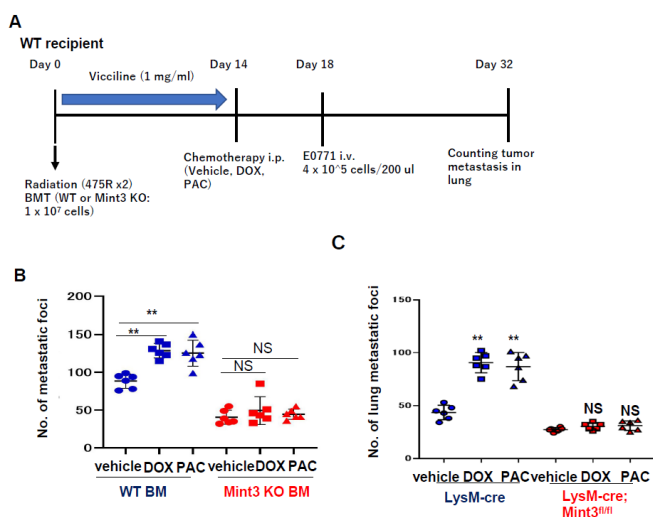 A
WT recipient
Day 0
Day 14
Day 18
Day 32
Vicciline (1 mg/ml)
Radiation (475R x2)
BMT (WT or Mint3 KO:
1 x 10⁷ cells)
Chemotherapy i.p.
(Vehicle, DOX,
PAC)
E0771 i.v.
4 x 10^5 cells/200 ul
Counting tumor
metastasis in
lung
B
No. of metastatic foci
200
150
100
50
0
**
**
NS
NS
vehicle DOX PAC
vehicle DOX PAC
WT BM
Mint3 KO BM
C
No. of lung metastatic foci
150
100
50
0
**
**
NS
NS
vehicle DOX PAC
vehicle DOX PAC
LysM-cre
LysM-cre;
Mint3fl/fl